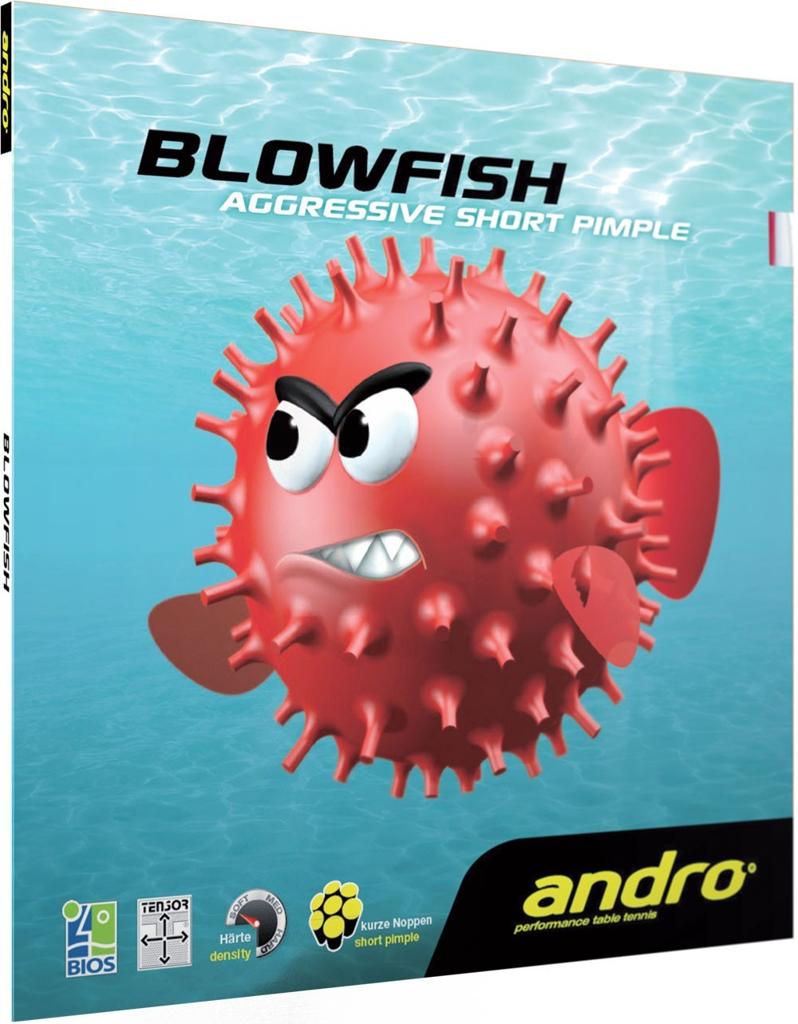 andro
BLOWFISH
BLOWFISH
AGGRESSIVE SHORT PIMPLE
BIOS
TENSOR
SOFT MED HARD
Härte
density
kurze Noppen
short pimple
andro
performance table tennis